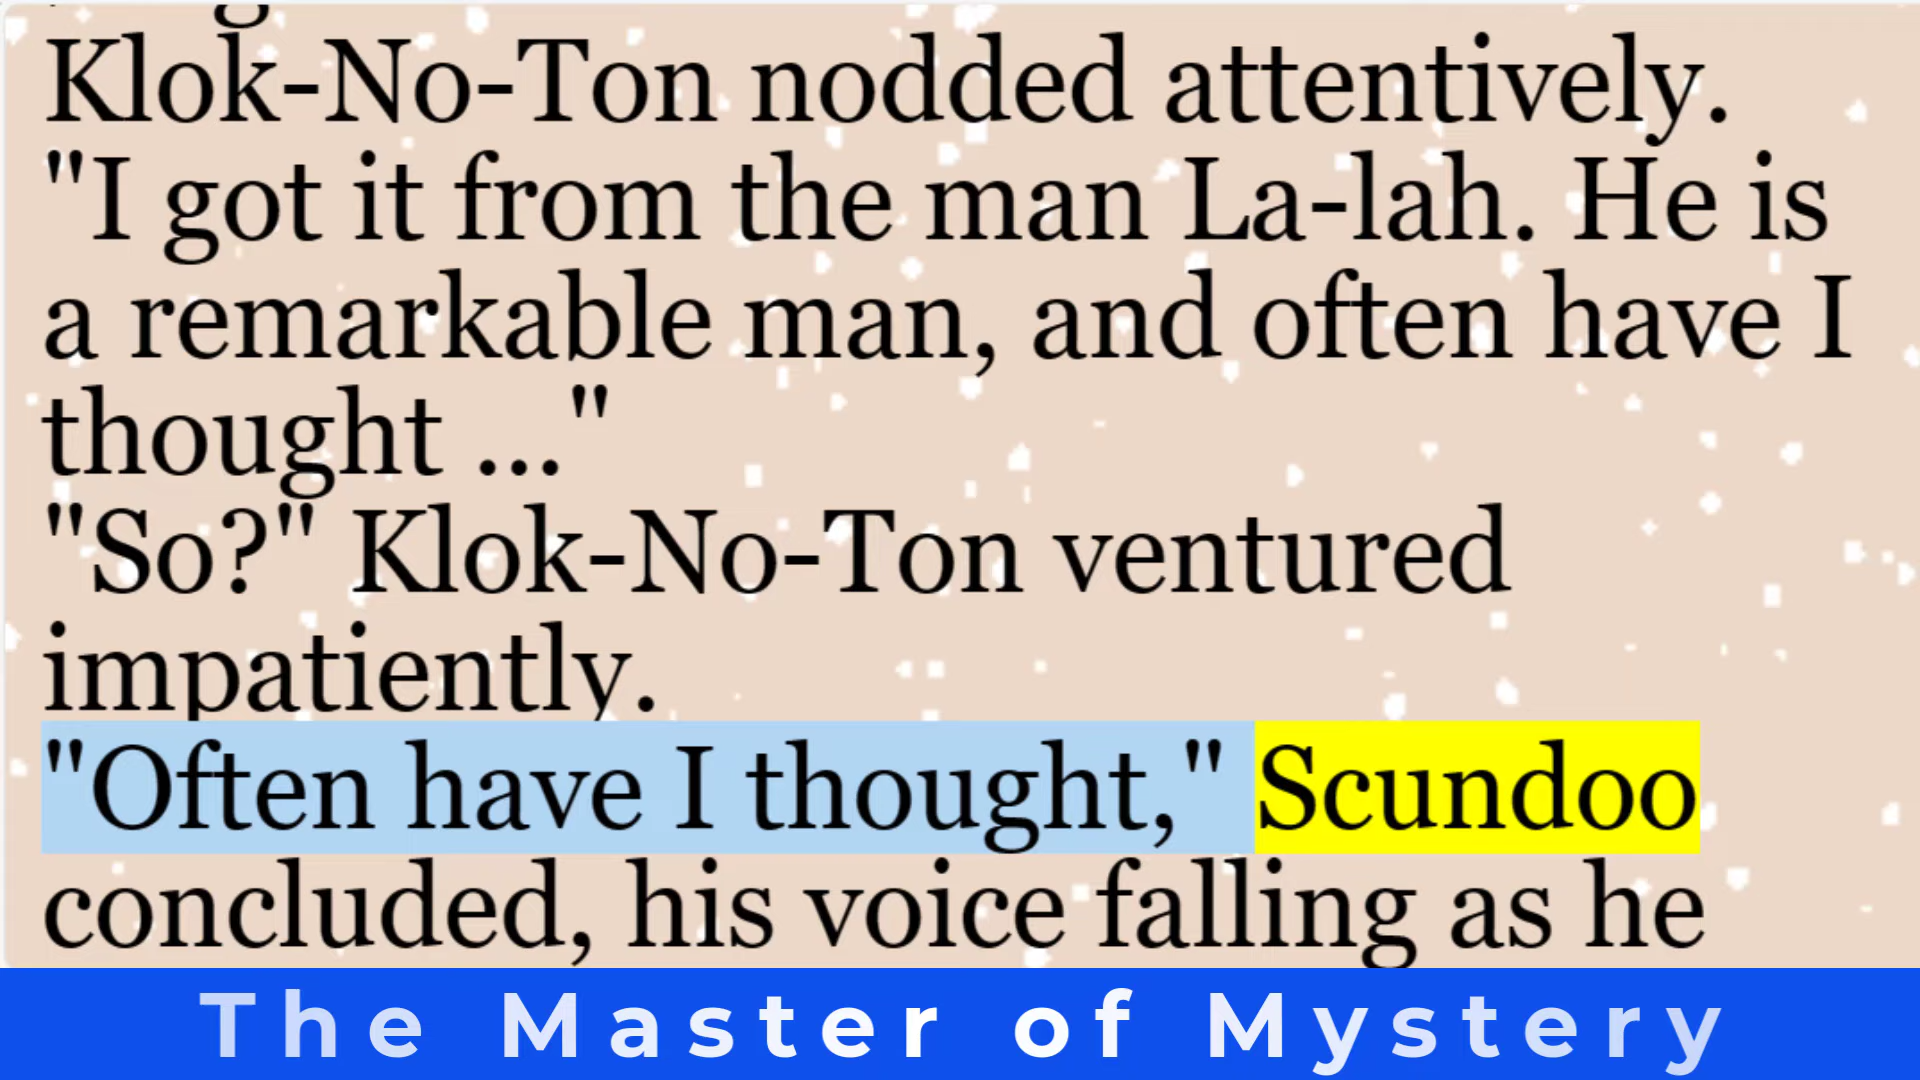 Klok-No-Ton nodded attentively.
"I got it from the man La-lah. He is
a remarkable man, and often have I
thought ..."
"So?" Klok-No-Ton ventured
impatiently.
"Often have I thought," Scundoo
concluded, his voice falling as he
The Master of Mystery